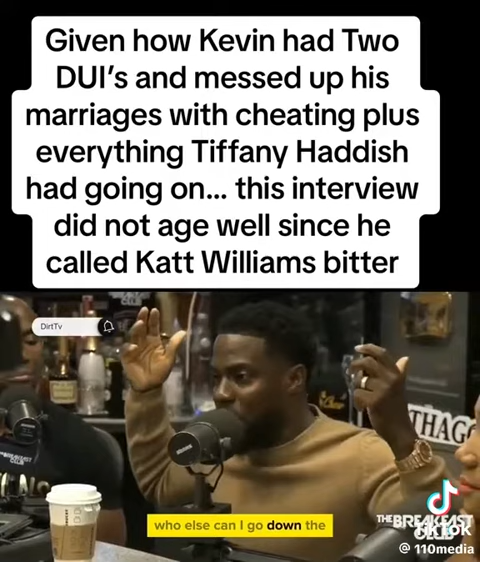 Given how Kevin had Two
DUI's and messed up his
marriages with cheating plus
everything Tiffany Haddish
had going on... this interview
did not age well since he
called Katt Williams bitter
DirtTv
THAG
who else can I go down the
THE BREAKFAST
TikTok
@ 110media